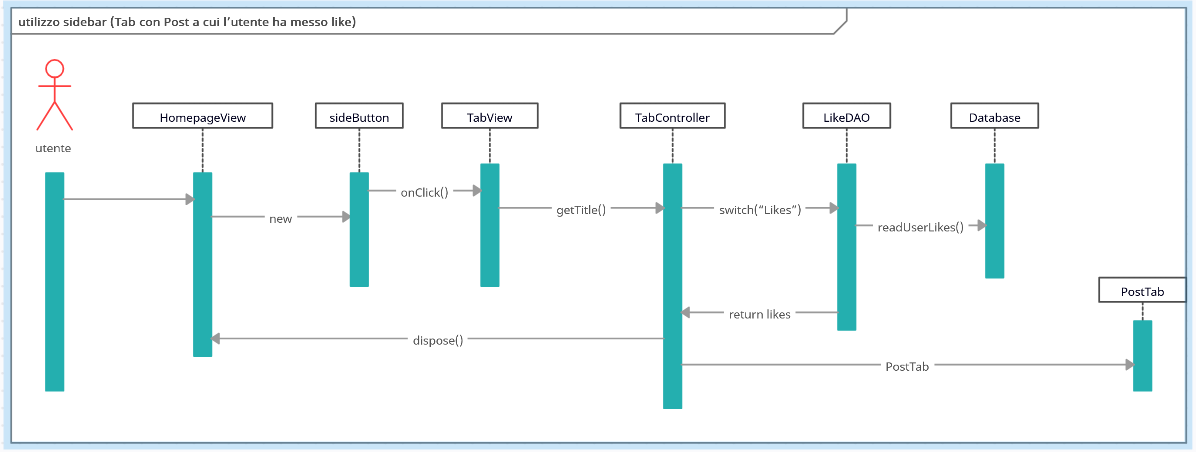 utilizzo sidebar (Tab con Post a cui l’utente ha messo like)
utente
HomepageView
sideButton
TabView
TabController
LikeDAO
Database
onClick()
new
getTitle()
switch(“Likes”)
readUserLikes()
PostTab
return likes
dispose()
PostTab